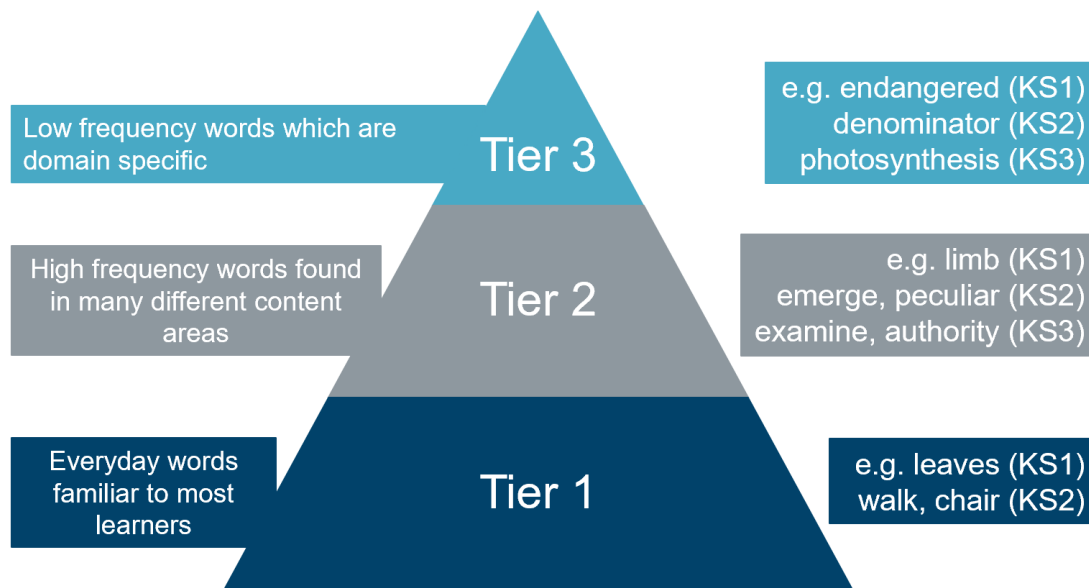 Low frequency words which are
domain specific
Tier 3
e.g. endangered (KS1)
denominator (KS2)
photosynthesis (KS3)
High frequency words found
in many different content
areas
Tier 2
e.g. limb (KS1)
emerge, peculiar (KS2)
examine, authority (KS3)
Everyday words
familiar to most
learners
Tier 1
e.g. leaves (KS1)
walk, chair (KS2)